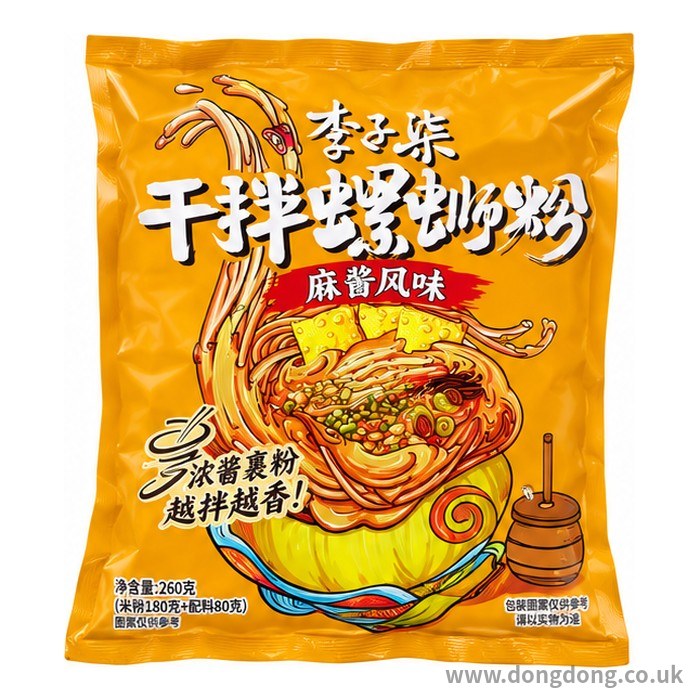 李子柒
干拌螺蛳粉
麻酱风味
浓酱裹粉
越拌越香!
净含量:260克
(米粉180克+配料80克)
图案仅供参考
包装图案仅供参考
请以实物为准
www.dongdong.co.uk